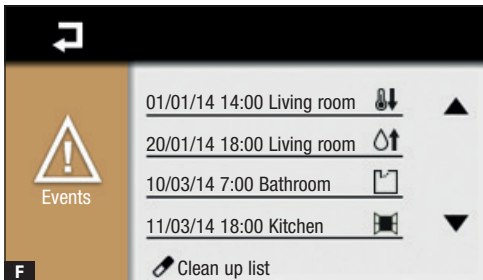 01/01/14 14:00 Living room
20/01/14 18:00 Living room
Events
10/03/14 7:00 Bathroom
11/03/14 18:00 Kitchen
Clean up list
F